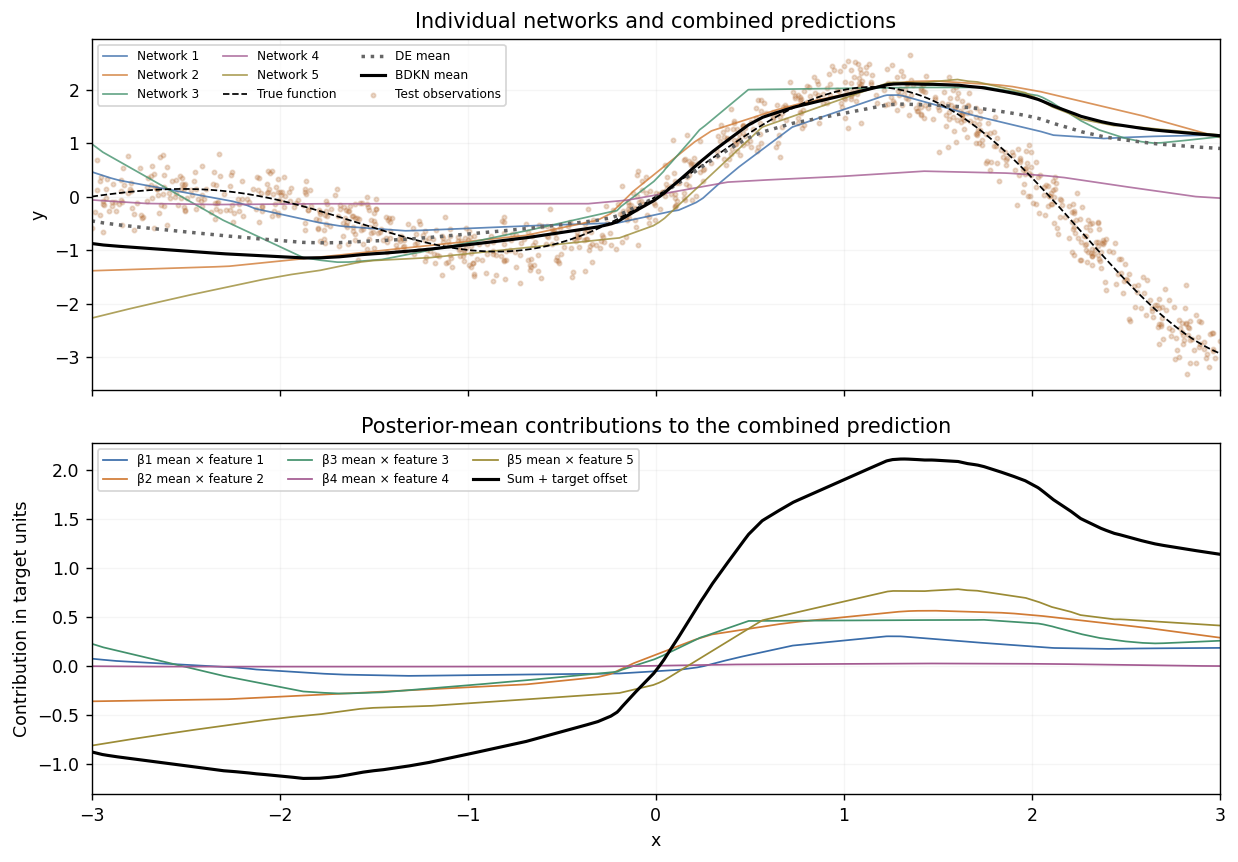 Individual networks and combined predictions
Network 1
Network 2
Network 3
Network 4
Network 5
True function
DE mean
BDKN mean
Test observations
y
2
1
0
−1
−2
−3
Posterior-mean contributions to the combined prediction
β1 mean × feature 1
β2 mean × feature 2
β3 mean × feature 3
β4 mean × feature 4
β5 mean × feature 5
Sum + target offset
Contribution in target units
2.0
1.5
1.0
0.5
0.0
−0.5
−1.0
−3
−2
−1
0
1
2
3
x